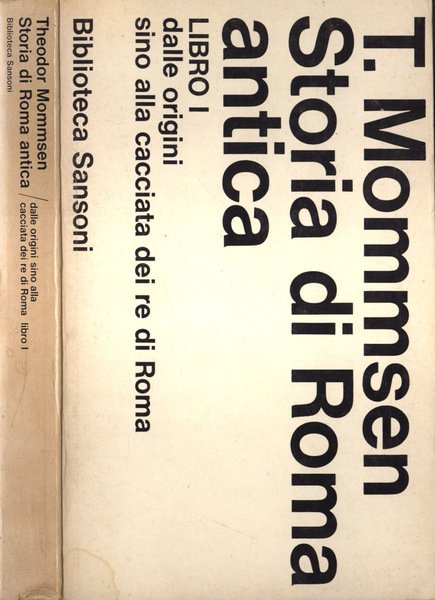 T. Mommsen
Storia di Roma
antica
LIBRO I
dalle origini
sino alla cacciata dei re di Roma
Biblioteca Sansoni
Theodor Mommsen
Storia di Roma antica / dalle origini sino alla
cacciata dei re di Roma libro I
Biblioteca Sansoni